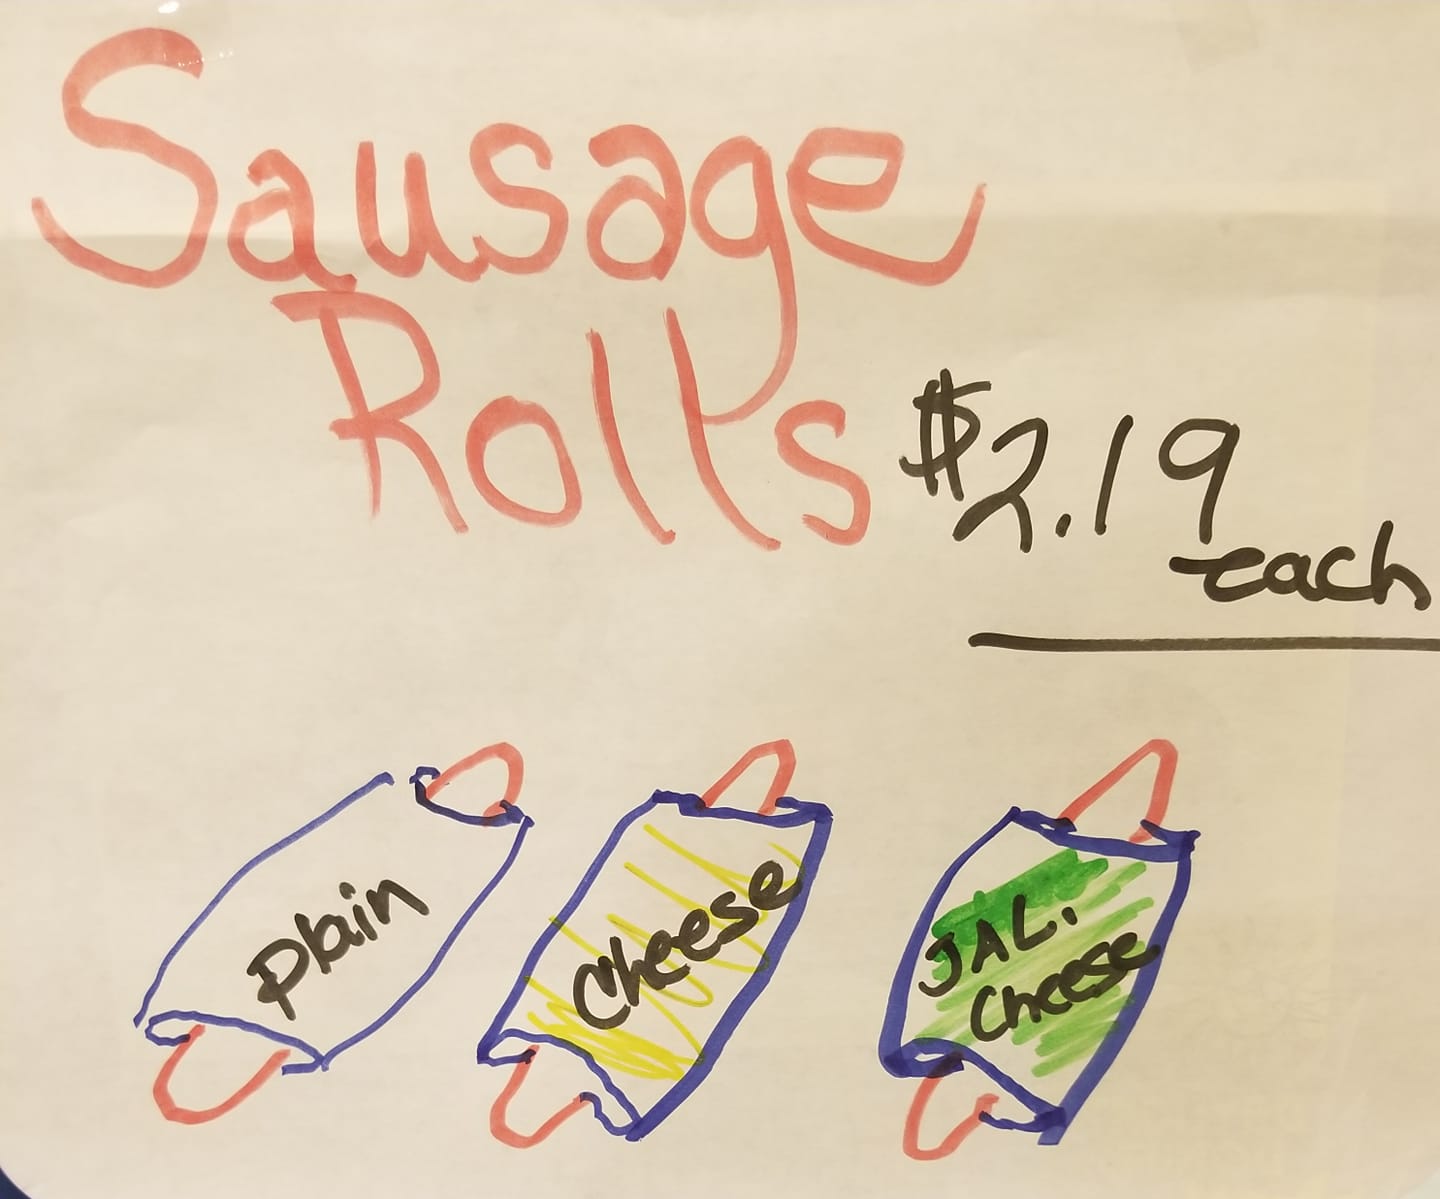 Sausage
Rolls
$2.19
each
Plain
Cheese
JAL.
Cheese